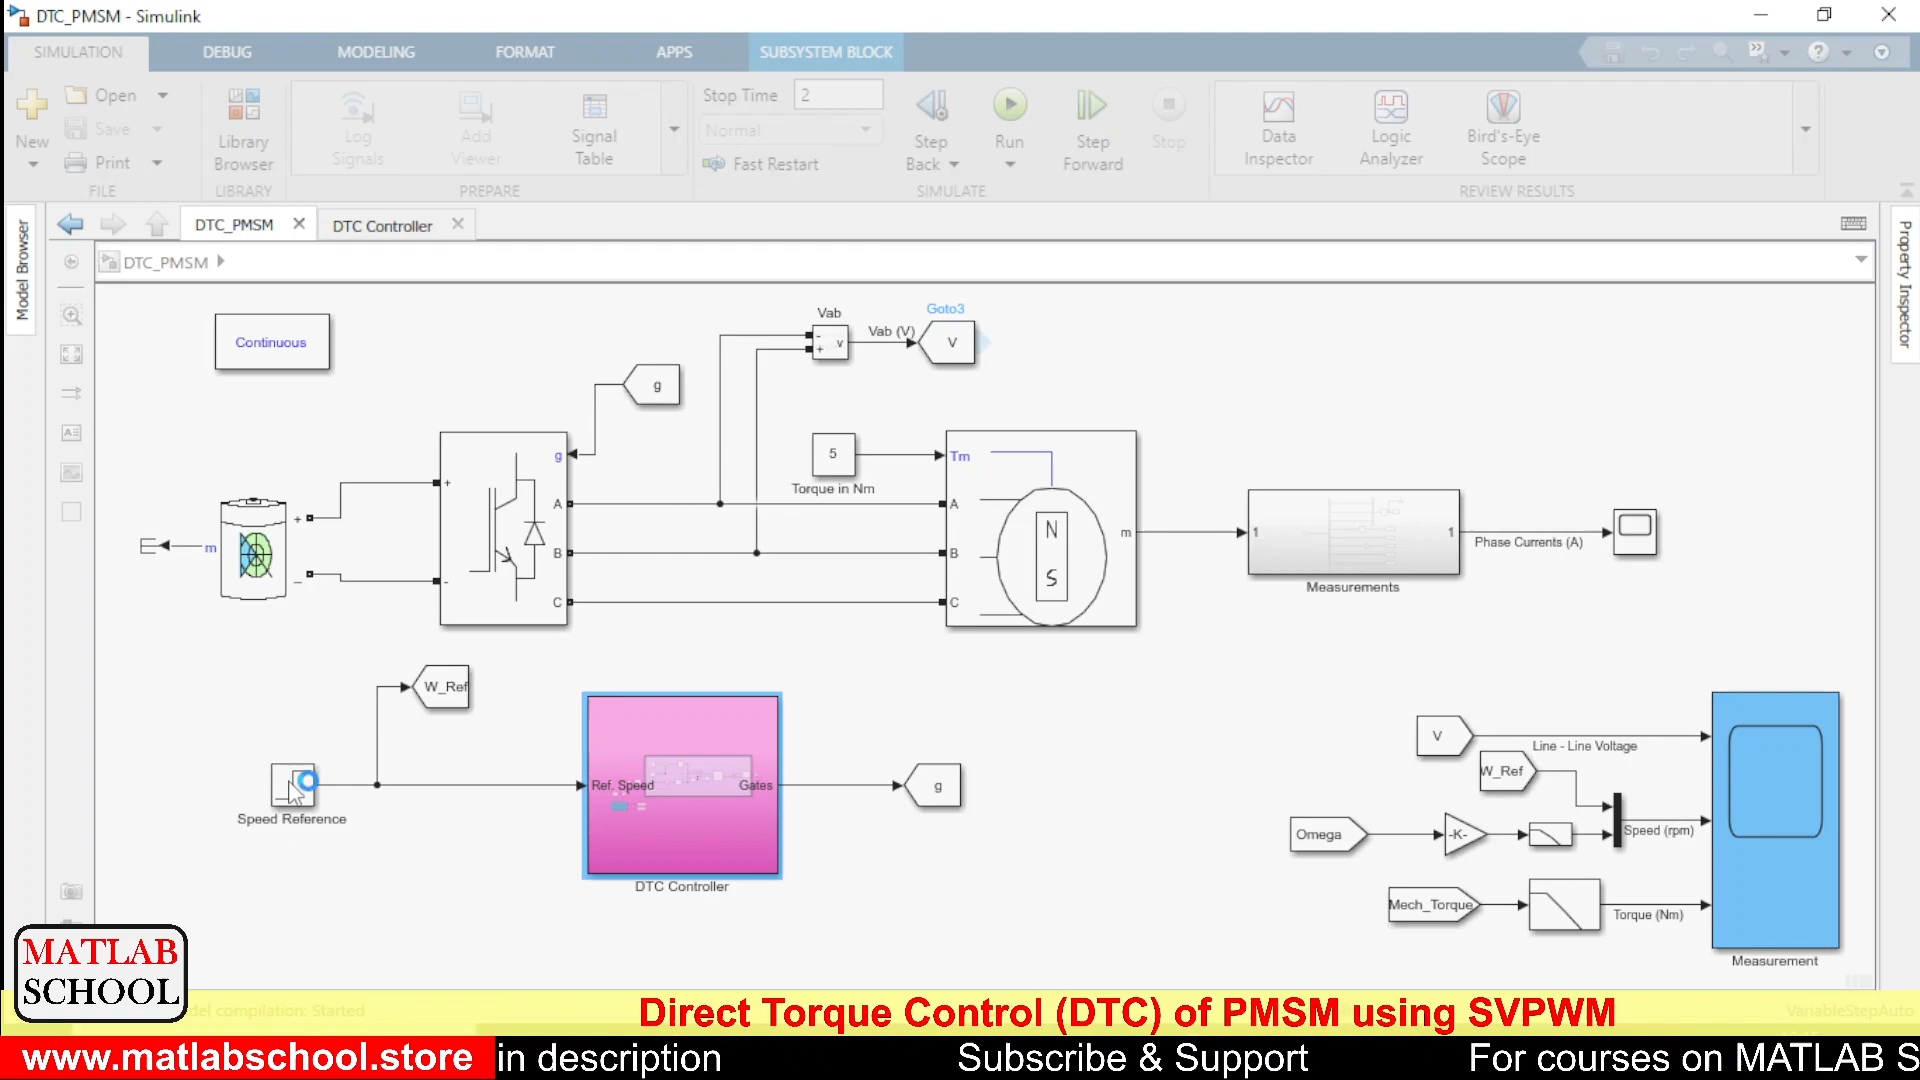 DTC_PMSM - Simulink
SIMULATION
DEBUG
MODELING
FORMAT
APPS
SUBSYSTEM BLOCK
New
Open
Save
Print
FILE
Library
Browser
LIBRARY
Log
Signals
Add
Viewer
Signal
Table
PREPARE
Stop Time 2
Normal
Fast Restart
Step
Back
Run
Step
Forward
Stop
SIMULATE
Data
Inspector
Logic
Analyzer
Bird's-Eye
Scope
REVIEW RESULTS
Model Browser
Property Inspector
DTC_PMSM
DTC Controller
DTC_PMSM
Continuous
Vab
Goto3
- v
+
Vab (V)
V
g
5
Torque in Nm
g
A
B
C
+
-
m
+
_
Tm
A
B
C
N
S
m
1
1
Measurements
Phase Currents (A)
W_Ref
Speed Reference
Ref. Speed
Gates
DTC Controller
g
V
Line - Line Voltage
W_Ref
Omega
-K-
Speed (rpm)
Mech_Torque
Torque (Nm)
Measurement
MATLAB
SCHOOL
del compilation: Started
Direct Torque Control (DTC) of PMSM using SVPWM
VariableStepAuto
www.matlabschool.store in description
Subscribe & Support
For courses on MATLAB S